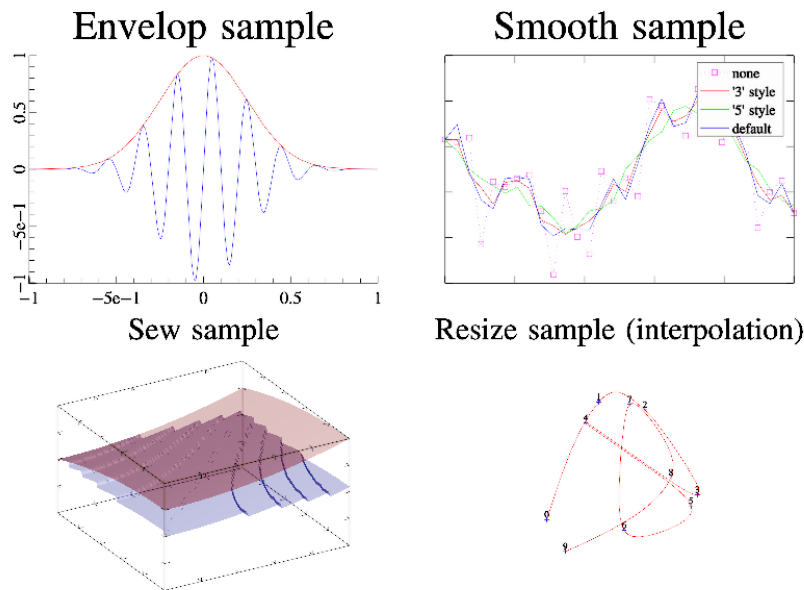 Envelop sample
Smooth sample
1
0.5
0
−5e−1
−1
−1 −5e−1 0 0.5 1
none
'3' style
'5' style
default
Sew sample
Resize sample (interpolation)
1 7 2
4
8
3
5
0
6
9